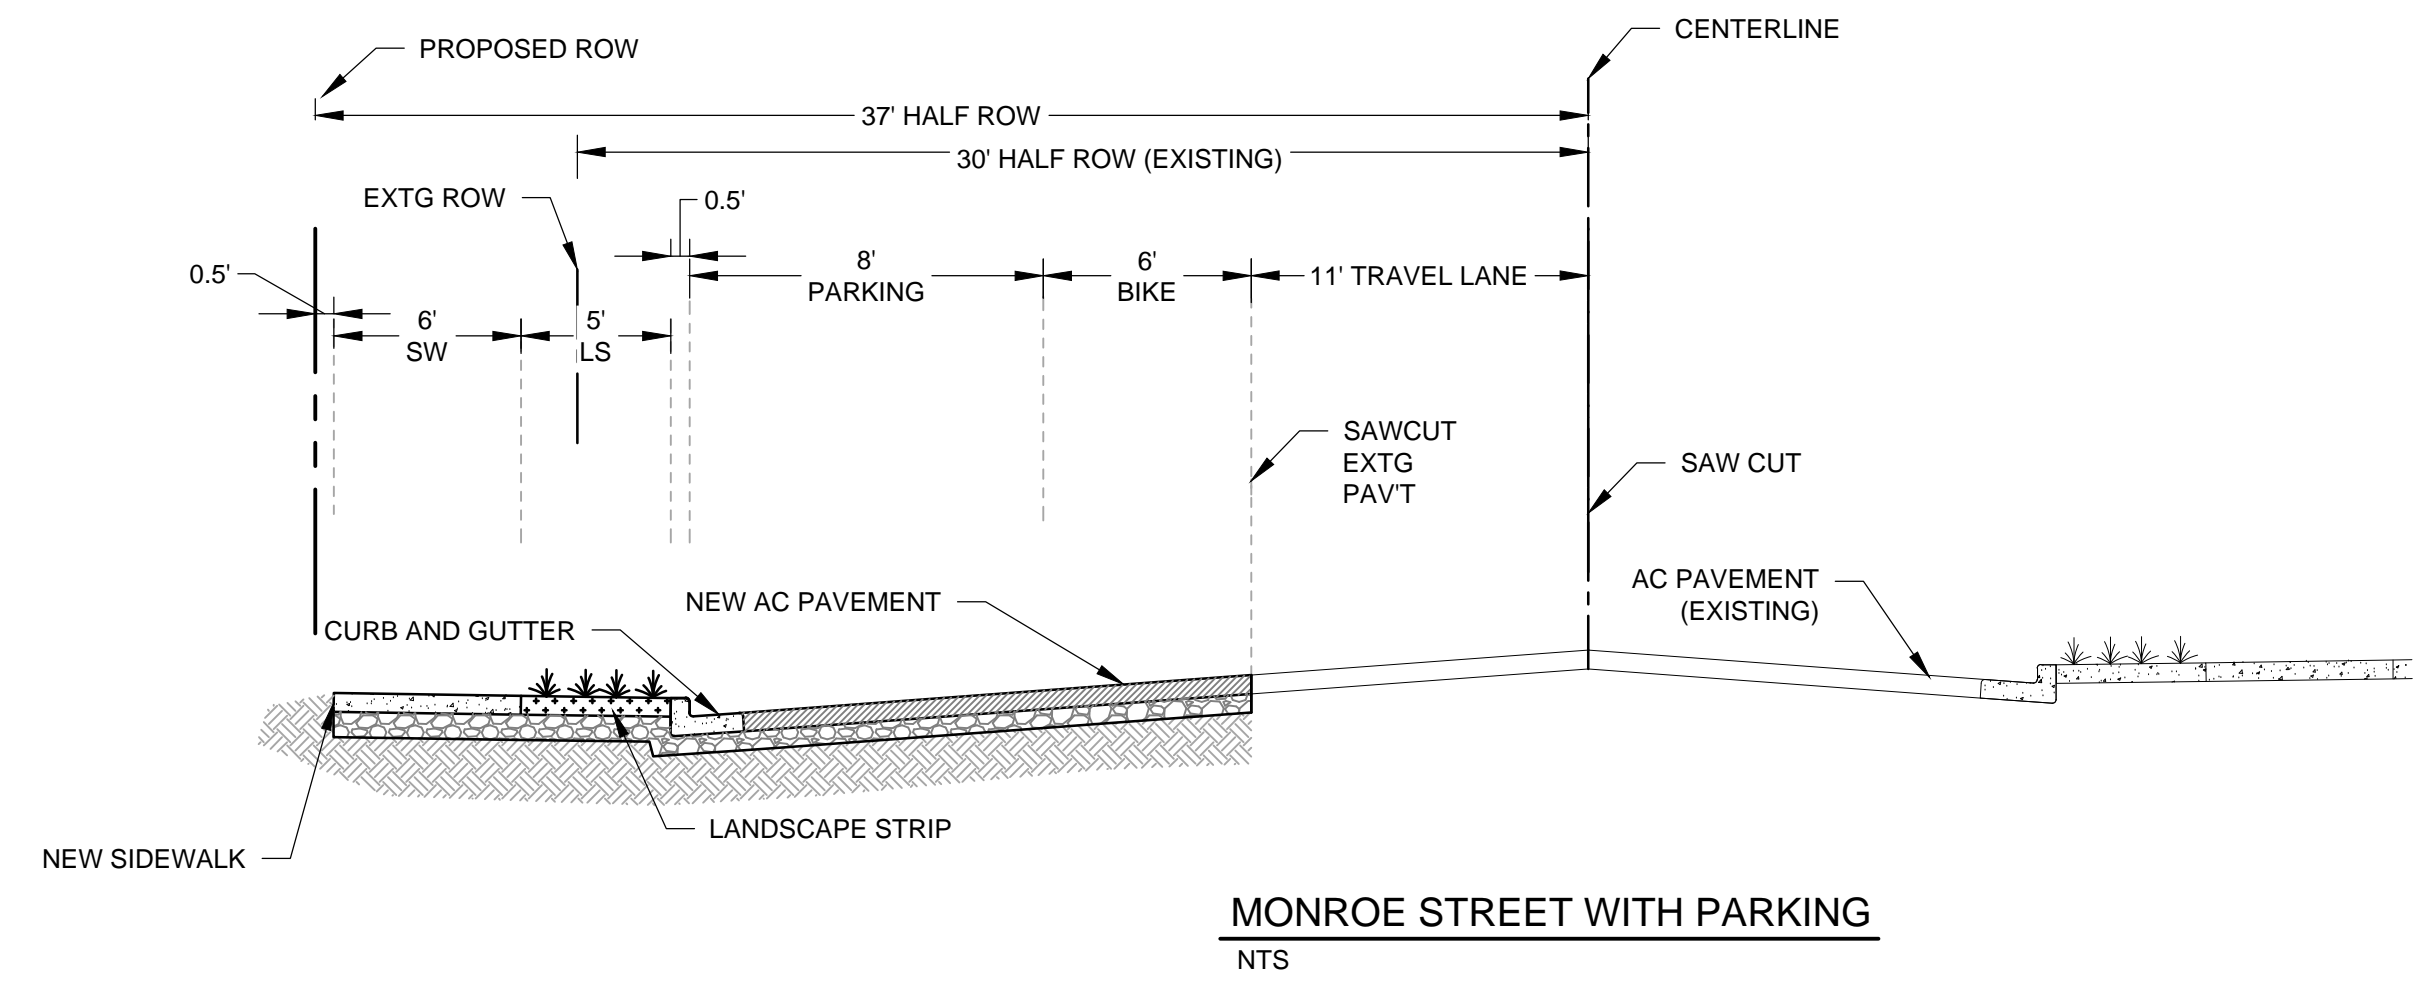 CENTERLINE
PROPOSED ROW
37' HALF ROW
30' HALF ROW (EXISTING)
EXTG ROW
0.5'
0.5'
8'
PARKING
6'
BIKE
11' TRAVEL LANE
6'
SW
5'
LS
SAWCUT
EXTG
PAV'T
SAW CUT
AC PAVEMENT
(EXISTING)
NEW AC PAVEMENT
CURB AND GUTTER
LANDSCAPE STRIP
NEW SIDEWALK
MONROE STREET WITH PARKING
NTS